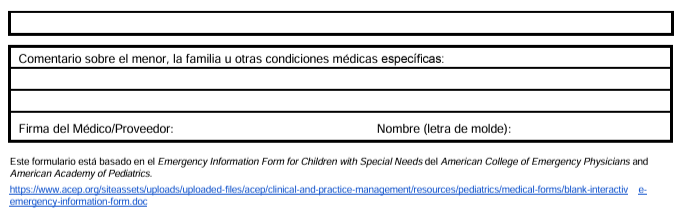 Comentario sobre el menor, la familia u otras condiciones médicas específicas:
Firma del Médico/Proveedor: Nombre (letra de molde):
Este formulario está basado en el Emergency Information Form for Children with Special Needs del American College of Emergency Physicians and
American Academy of Pediatrics.
https://www.acep.org/siteassets/uploads/uploaded-files/acep/clinical-and-practice-management/resources/pediatrics/medical-forms/blank-interactiv e-
emergency-information-form.doc